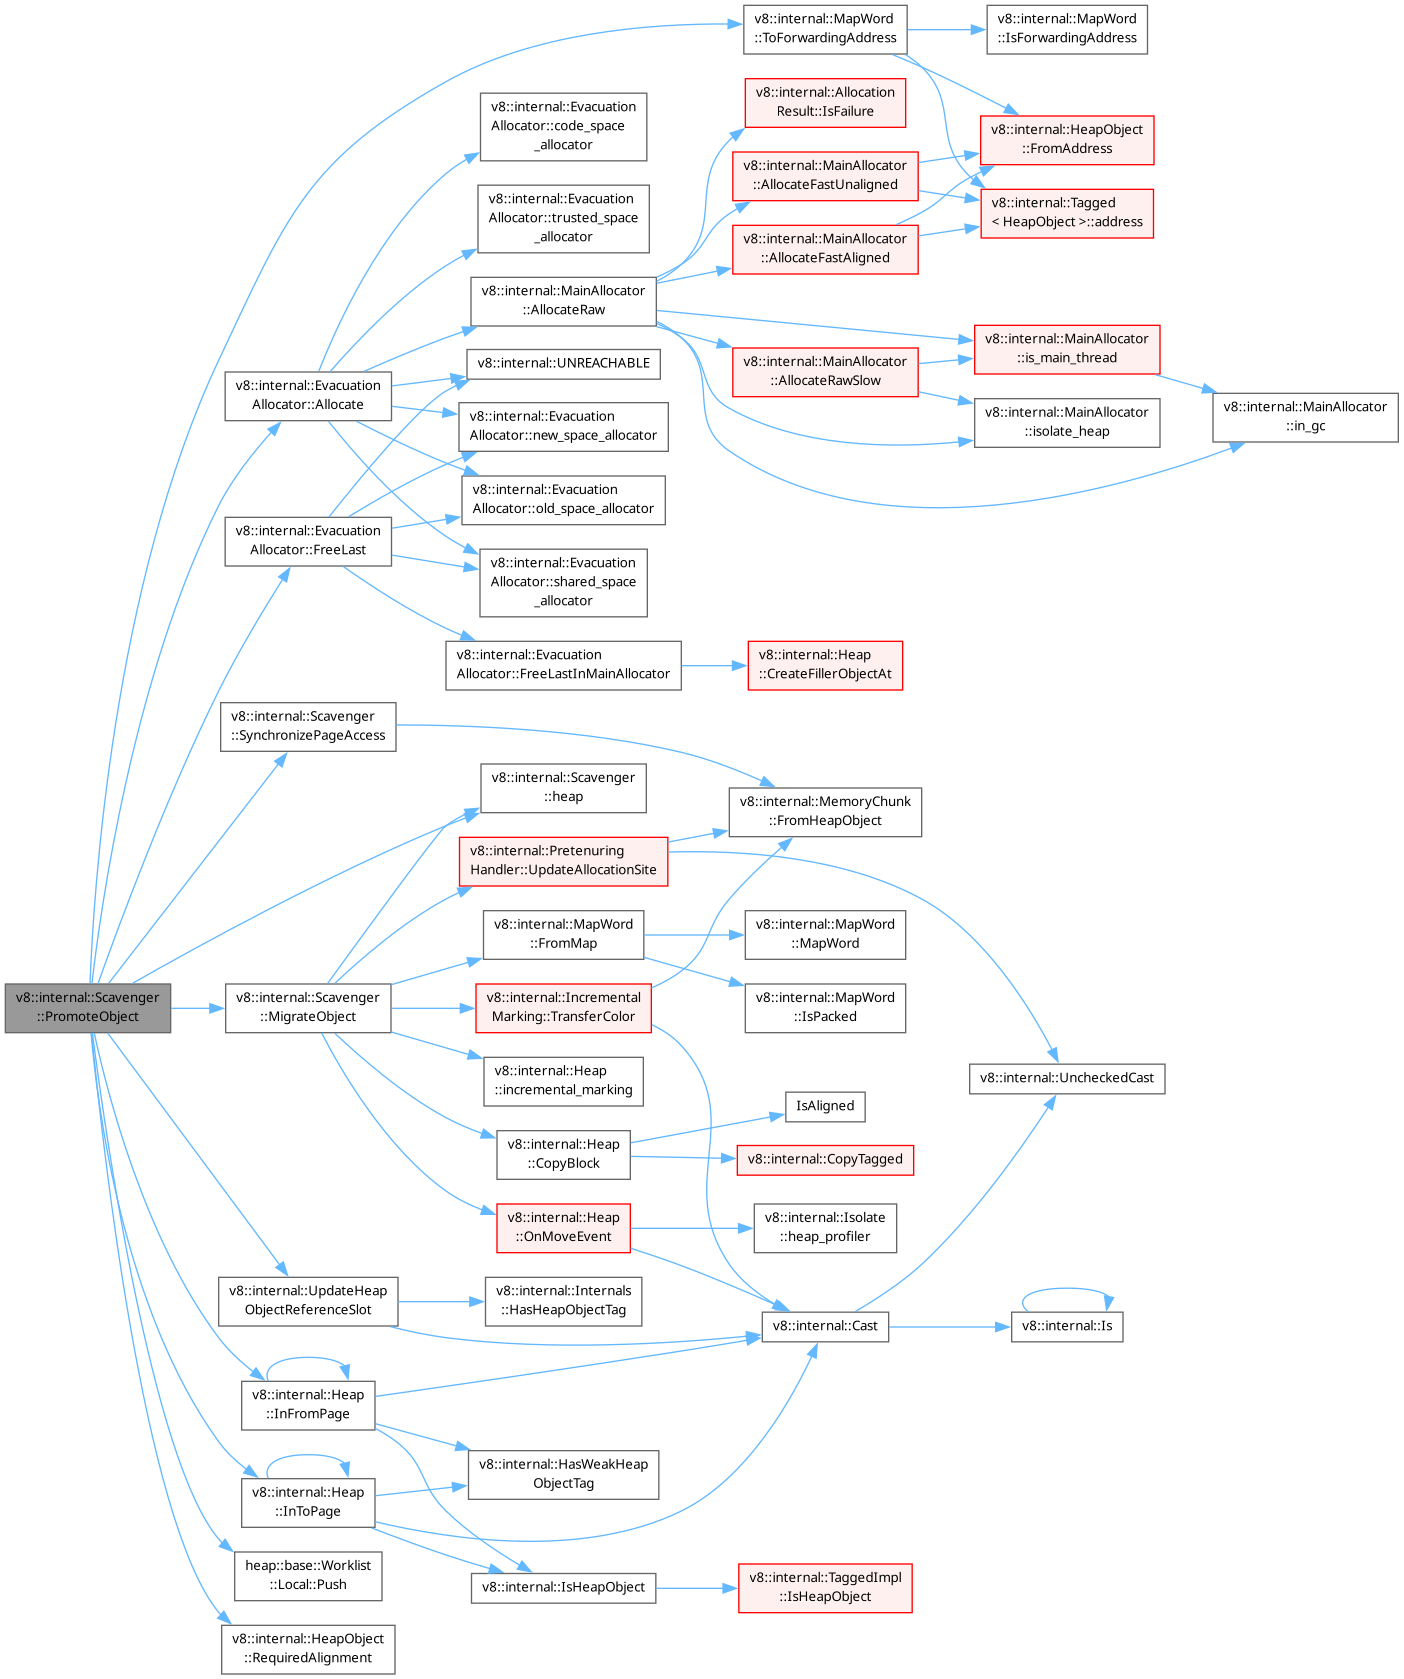 v8::internal::MapWord
::ToForwardingAddress
v8::internal::MapWord
::IsForwardingAddress
v8::internal::Evacuation
Allocator::code_space
_allocator
v8::internal::Allocation
Result::IsFailure
v8::internal::HeapObject
::FromAddress
v8::internal::MainAllocator
::AllocateFastUnaligned
v8::internal::Evacuation
Allocator::trusted_space
_allocator
v8::internal::Tagged
< HeapObject >::address
v8::internal::MainAllocator
::AllocateFastAligned
v8::internal::MainAllocator
::AllocateRaw
v8::internal::MainAllocator
::is_main_thread
v8::internal::UNREACHABLE
v8::internal::MainAllocator
::AllocateRawSlow
v8::internal::Evacuation
Allocator::Allocate
v8::internal::MainAllocator
::in_gc
v8::internal::MainAllocator
::isolate_heap
v8::internal::Evacuation
Allocator::new_space_allocator
v8::internal::Evacuation
Allocator::old_space_allocator
v8::internal::Evacuation
Allocator::FreeLast
v8::internal::Evacuation
Allocator::shared_space
_allocator
v8::internal::Evacuation
Allocator::FreeLastInMainAllocator
v8::internal::Heap
::CreateFillerObjectAt
v8::internal::Scavenger
::SynchronizePageAccess
v8::internal::Scavenger
::heap
v8::internal::MemoryChunk
::FromHeapObject
v8::internal::Pretenuring
Handler::UpdateAllocationSite
v8::internal::MapWord
::FromMap
v8::internal::MapWord
::MapWord
v8::internal::Scavenger
::PromoteObject
v8::internal::Scavenger
::MigrateObject
v8::internal::Incremental
Marking::TransferColor
v8::internal::MapWord
::IsPacked
v8::internal::Heap
::incremental_marking
v8::internal::UncheckedCast
IsAligned
v8::internal::Heap
::CopyBlock
v8::internal::CopyTagged
v8::internal::Heap
::OnMoveEvent
v8::internal::Isolate
::heap_profiler
v8::internal::UpdateHeap
ObjectReferenceSlot
v8::internal::Internals
::HasHeapObjectTag
v8::internal::Cast
v8::internal::Is
v8::internal::Heap
::InFromPage
v8::internal::HasWeakHeap
ObjectTag
v8::internal::Heap
::InToPage
heap::base::Worklist
::Local::Push
v8::internal::IsHeapObject
v8::internal::TaggedImpl
::IsHeapObject
v8::internal::HeapObject
::RequiredAlignment